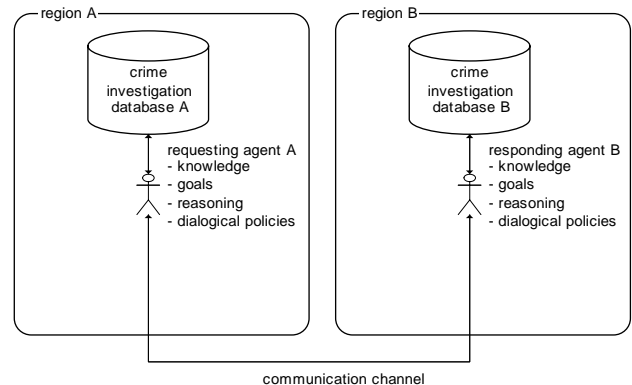 region A
crime
investigation
database A
requesting agent A
- knowledge
- goals
- reasoning
- dialogical policies
region B
crime
investigation
database B
responding agent B
- knowledge
- goals
- reasoning
- dialogical policies
communication channel